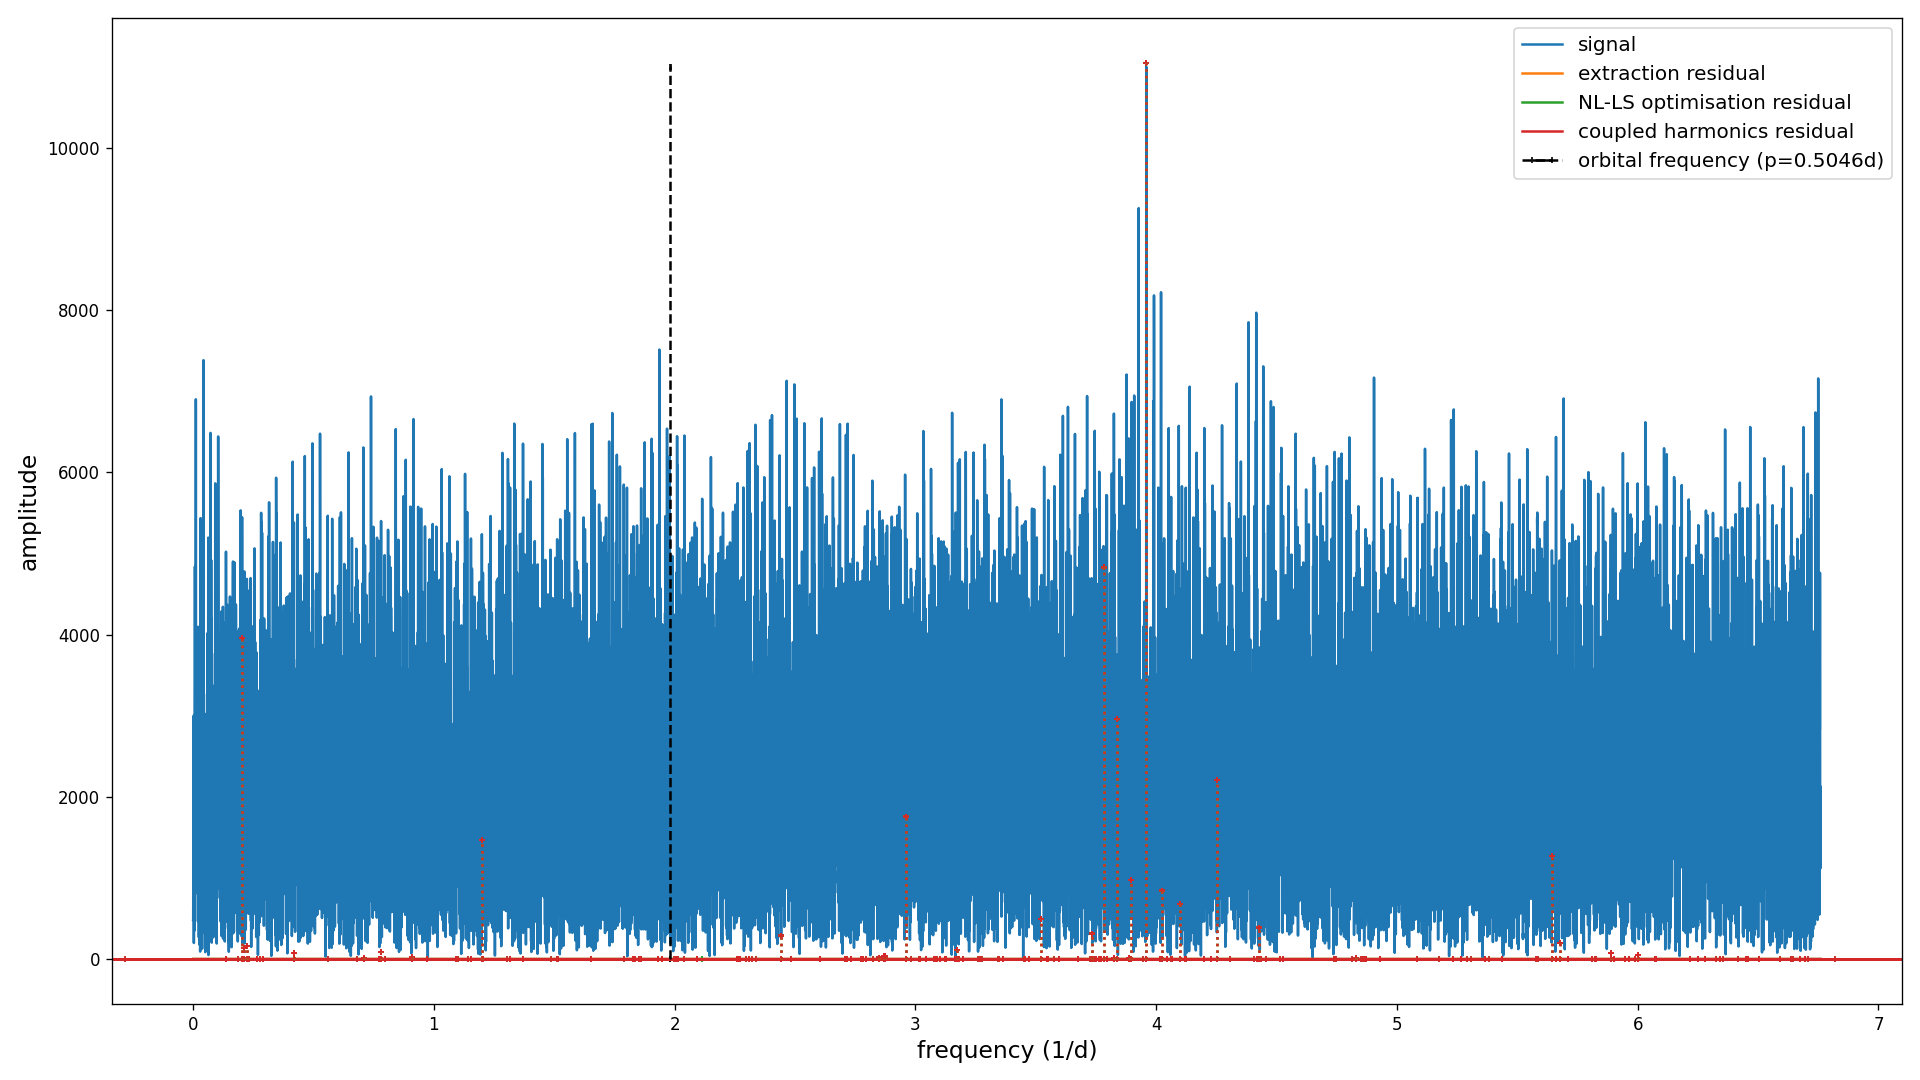 signal
extraction residual
NL-LS optimisation residual
coupled harmonics residual
orbital frequency (p=0.5046d)
amplitude
10000
8000
6000
4000
2000
0
0 1 2 3 4 5 6 7
frequency (1/d)